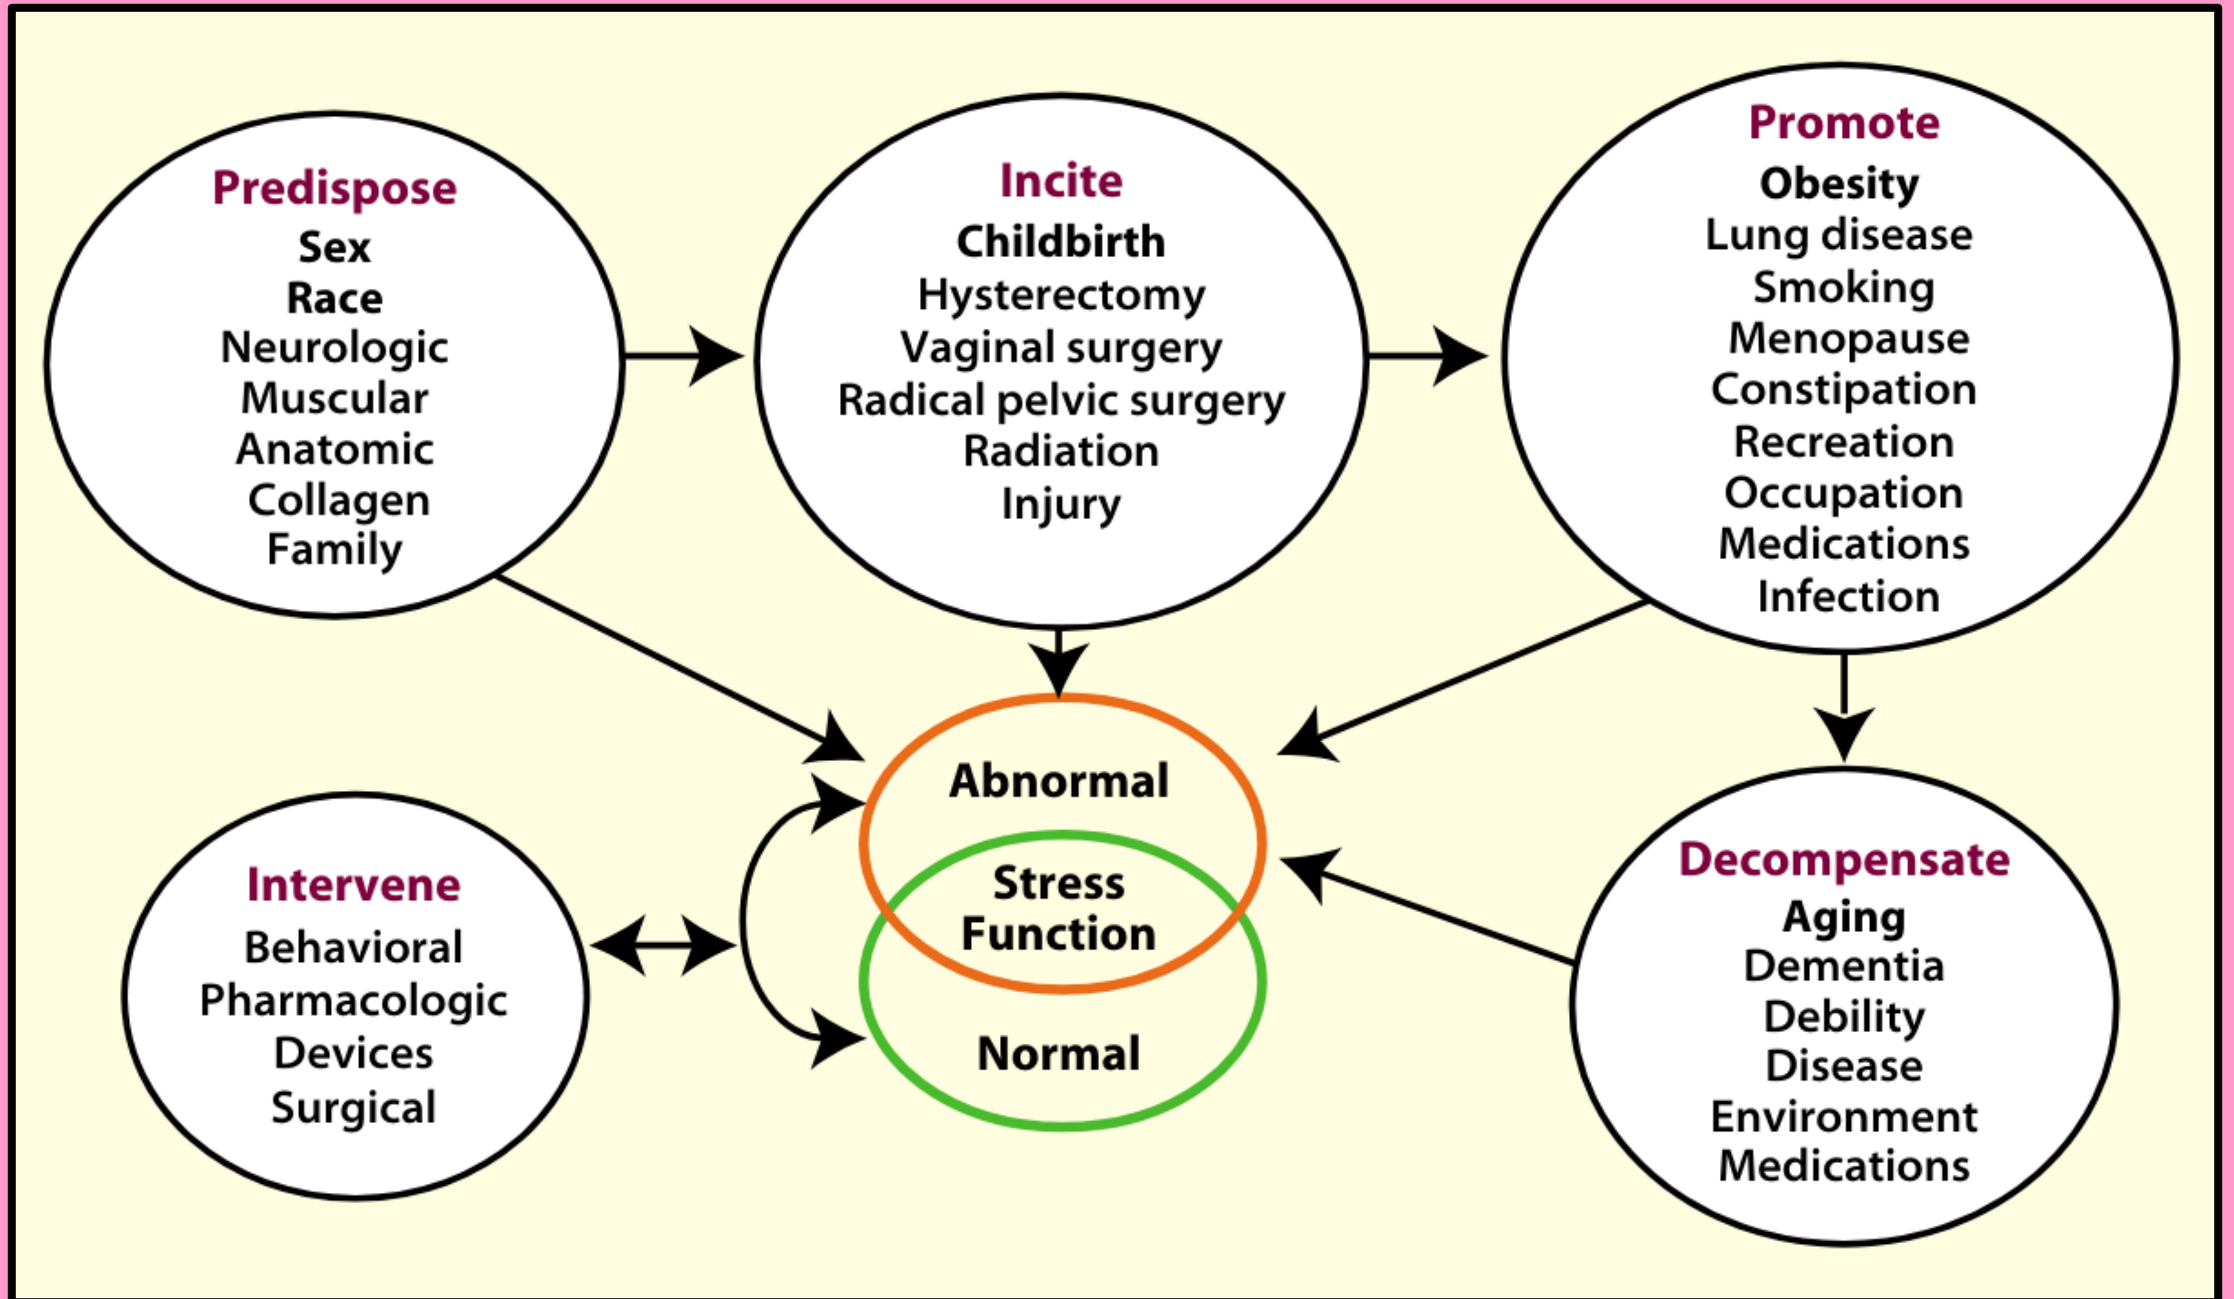 Predispose
Sex
Race
Neurologic
Muscular
Anatomic
Collagen
Family
Incite
Childbirth
Hysterectomy
Vaginal surgery
Radical pelvic surgery
Radiation
Injury
Promote
Obesity
Lung disease
Smoking
Menopause
Constipation
Recreation
Occupation
Medications
Infection
Intervene
Behavioral
Pharmacologic
Devices
Surgical
Abnormal
Stress
Function
Normal
Decompensate
Aging
Dementia
Debility
Disease
Environment
Medications